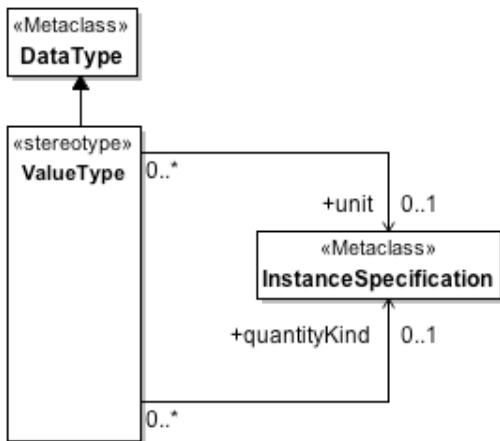 «Metaclass»
DataType
«stereotype»
ValueType
0..*
+unit 0..1
«Metaclass»
InstanceSpecification
+quantityKind 0..1
0..*